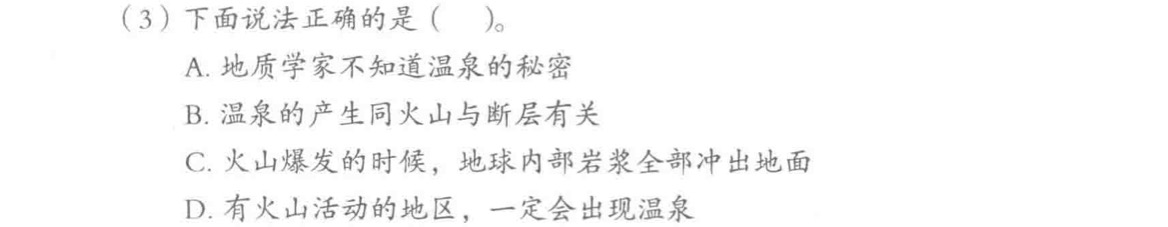 (3)下面说法正确的是(  )。
A. 地质学家不知道温泉的秘密
B. 温泉的产生同火山与断层有关
C. 火山爆发的时候，地球内部岩浆全部冲出地面
D. 有火山活动的地区，一定会出现温泉